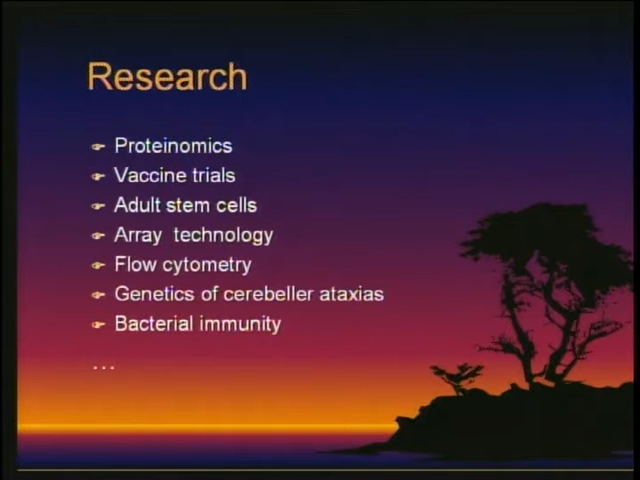 Research
Proteinomics
Vaccine trials
Adult stem cells
Array technology
Flow cytometry
Genetics of cerebeller ataxias
Bacterial immunity
...